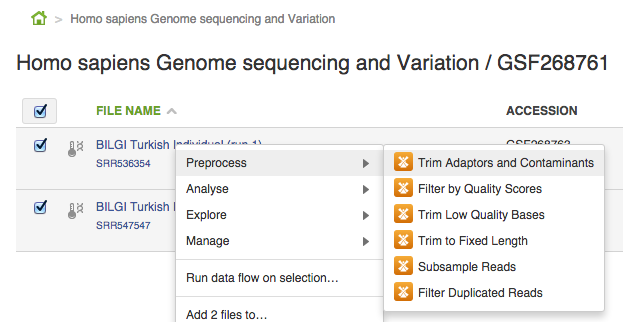 > Homo sapiens Genome sequencing and Variation
Homo sapiens Genome sequencing and Variation / GSF268761
FILE NAME ACCESSION
BILGI Turkish Individual (run 1) GSF268762
SRR536354
BILGI Turkish
SRR547547
Preprocess
Analyse
Explore
Manage
Run data flow on selection...
Add 2 files to...
Trim Adaptors and Contaminants
Filter by Quality Scores
Trim Low Quality Bases
Trim to Fixed Length
Subsample Reads
Filter Duplicated Reads